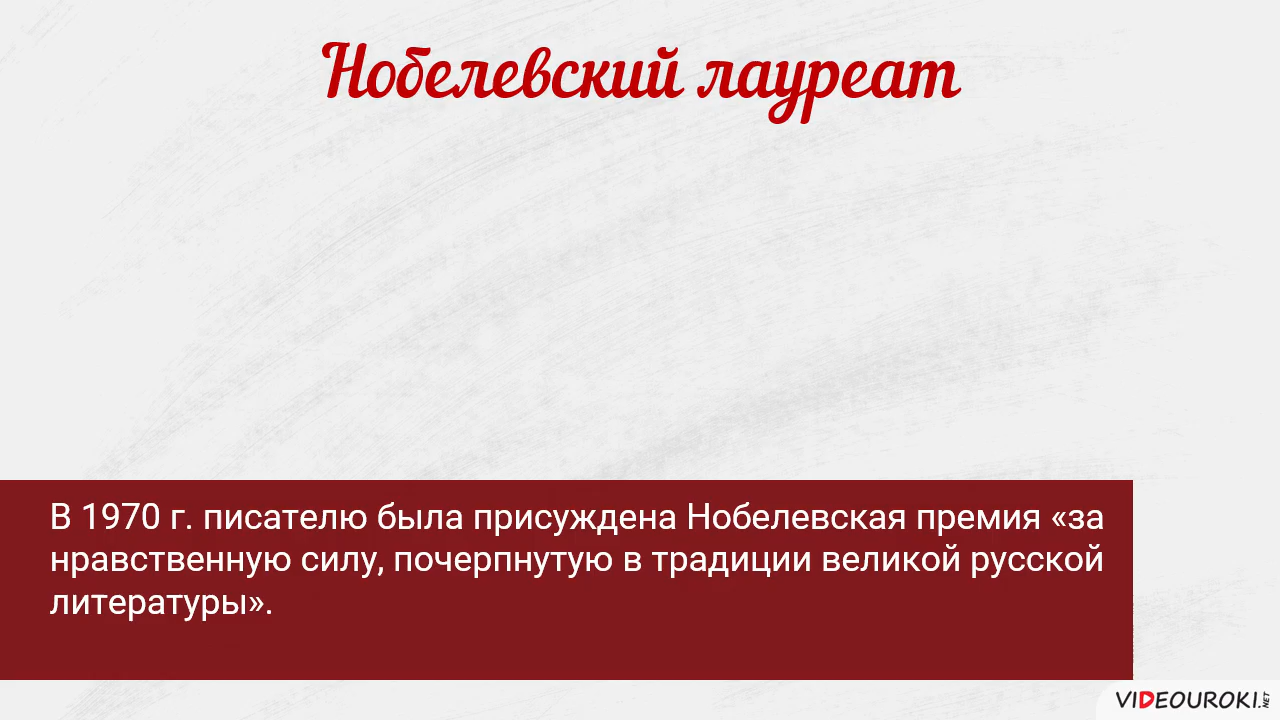 Нобелевский лауреат
В 1970 г. писателю была присуждена Нобелевская премия «за
нравственную силу, почерпнутую в традиции великой русской
литературы».
VIDEOUROKI.NET